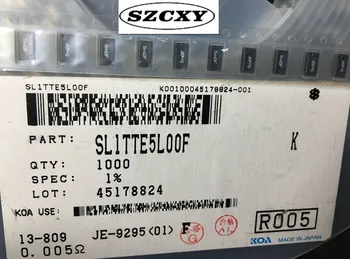 SZCXY
SL1TTE5L00F K00100045178824-001
PART: SL1TTE5L00F K
QTY: 1000
SPEC: 1%
LOT: 45178824
KOA USE:
13-809 JE-9295<01> F
R005
0.005Ω
KOA MADE IN JAPAN